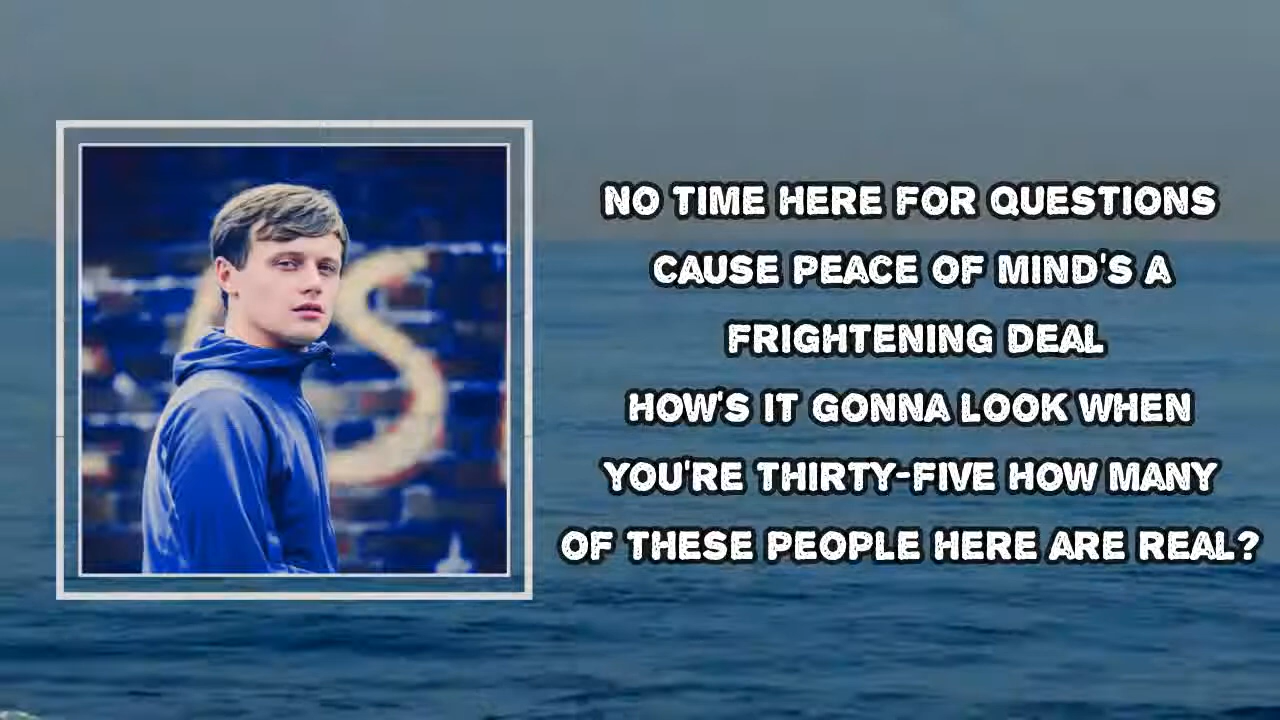 NO TIME HERE FOR QUESTIONS
CAUSE PEACE OF MIND'S A
FRIGHTENING DEAL
HOW'S IT GONNA LOOK WHEN
YOU'RE THIRTY-FIVE HOW MANY
OF THESE PEOPLE HERE ARE REAL?